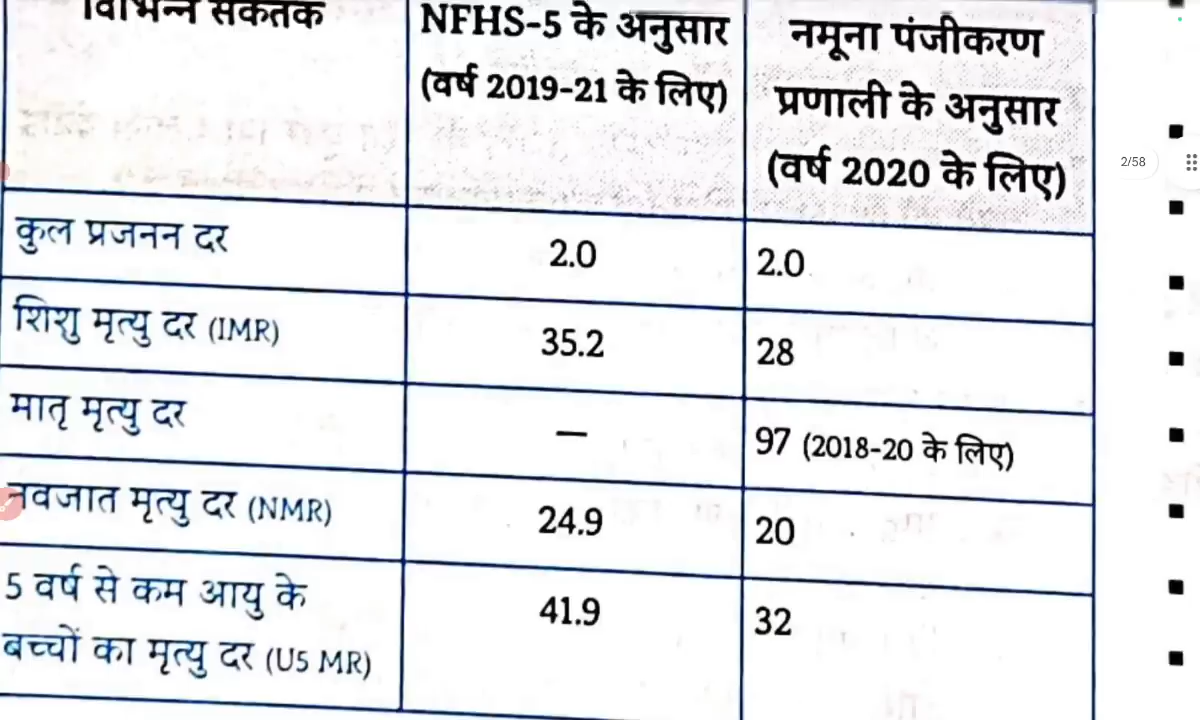 विभिन्न संकेतक
NFHS-5 के अनुसार
(वर्ष 2019-21 के लिए)
नमूना पंजीकरण
प्रणाली के अनुसार
(वर्ष 2020 के लिए)
2/58
कुल प्रजनन दर
2.0
2.0
शिशु मृत्यु दर (IMR)
35.2
28
मातृ मृत्यु दर
—
97 (2018-20 के लिए)
नवजात मृत्यु दर (NMR)
24.9
20
5 वर्ष से कम आयु के
बच्चों का मृत्यु दर (U5 MR)
41.9
32